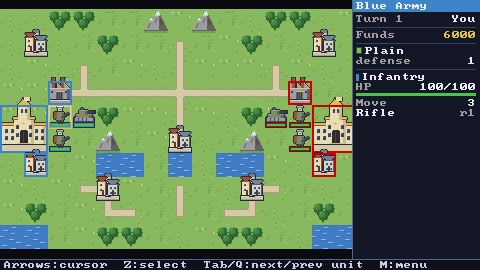 Blue Army
Turn 1 You
Funds 6000
Plain
defense 1
Infantry
HP 100/100
Move 3
Rifle r1
Arrows:cursor Z:select Tab/Q:next/prev unit M:menu